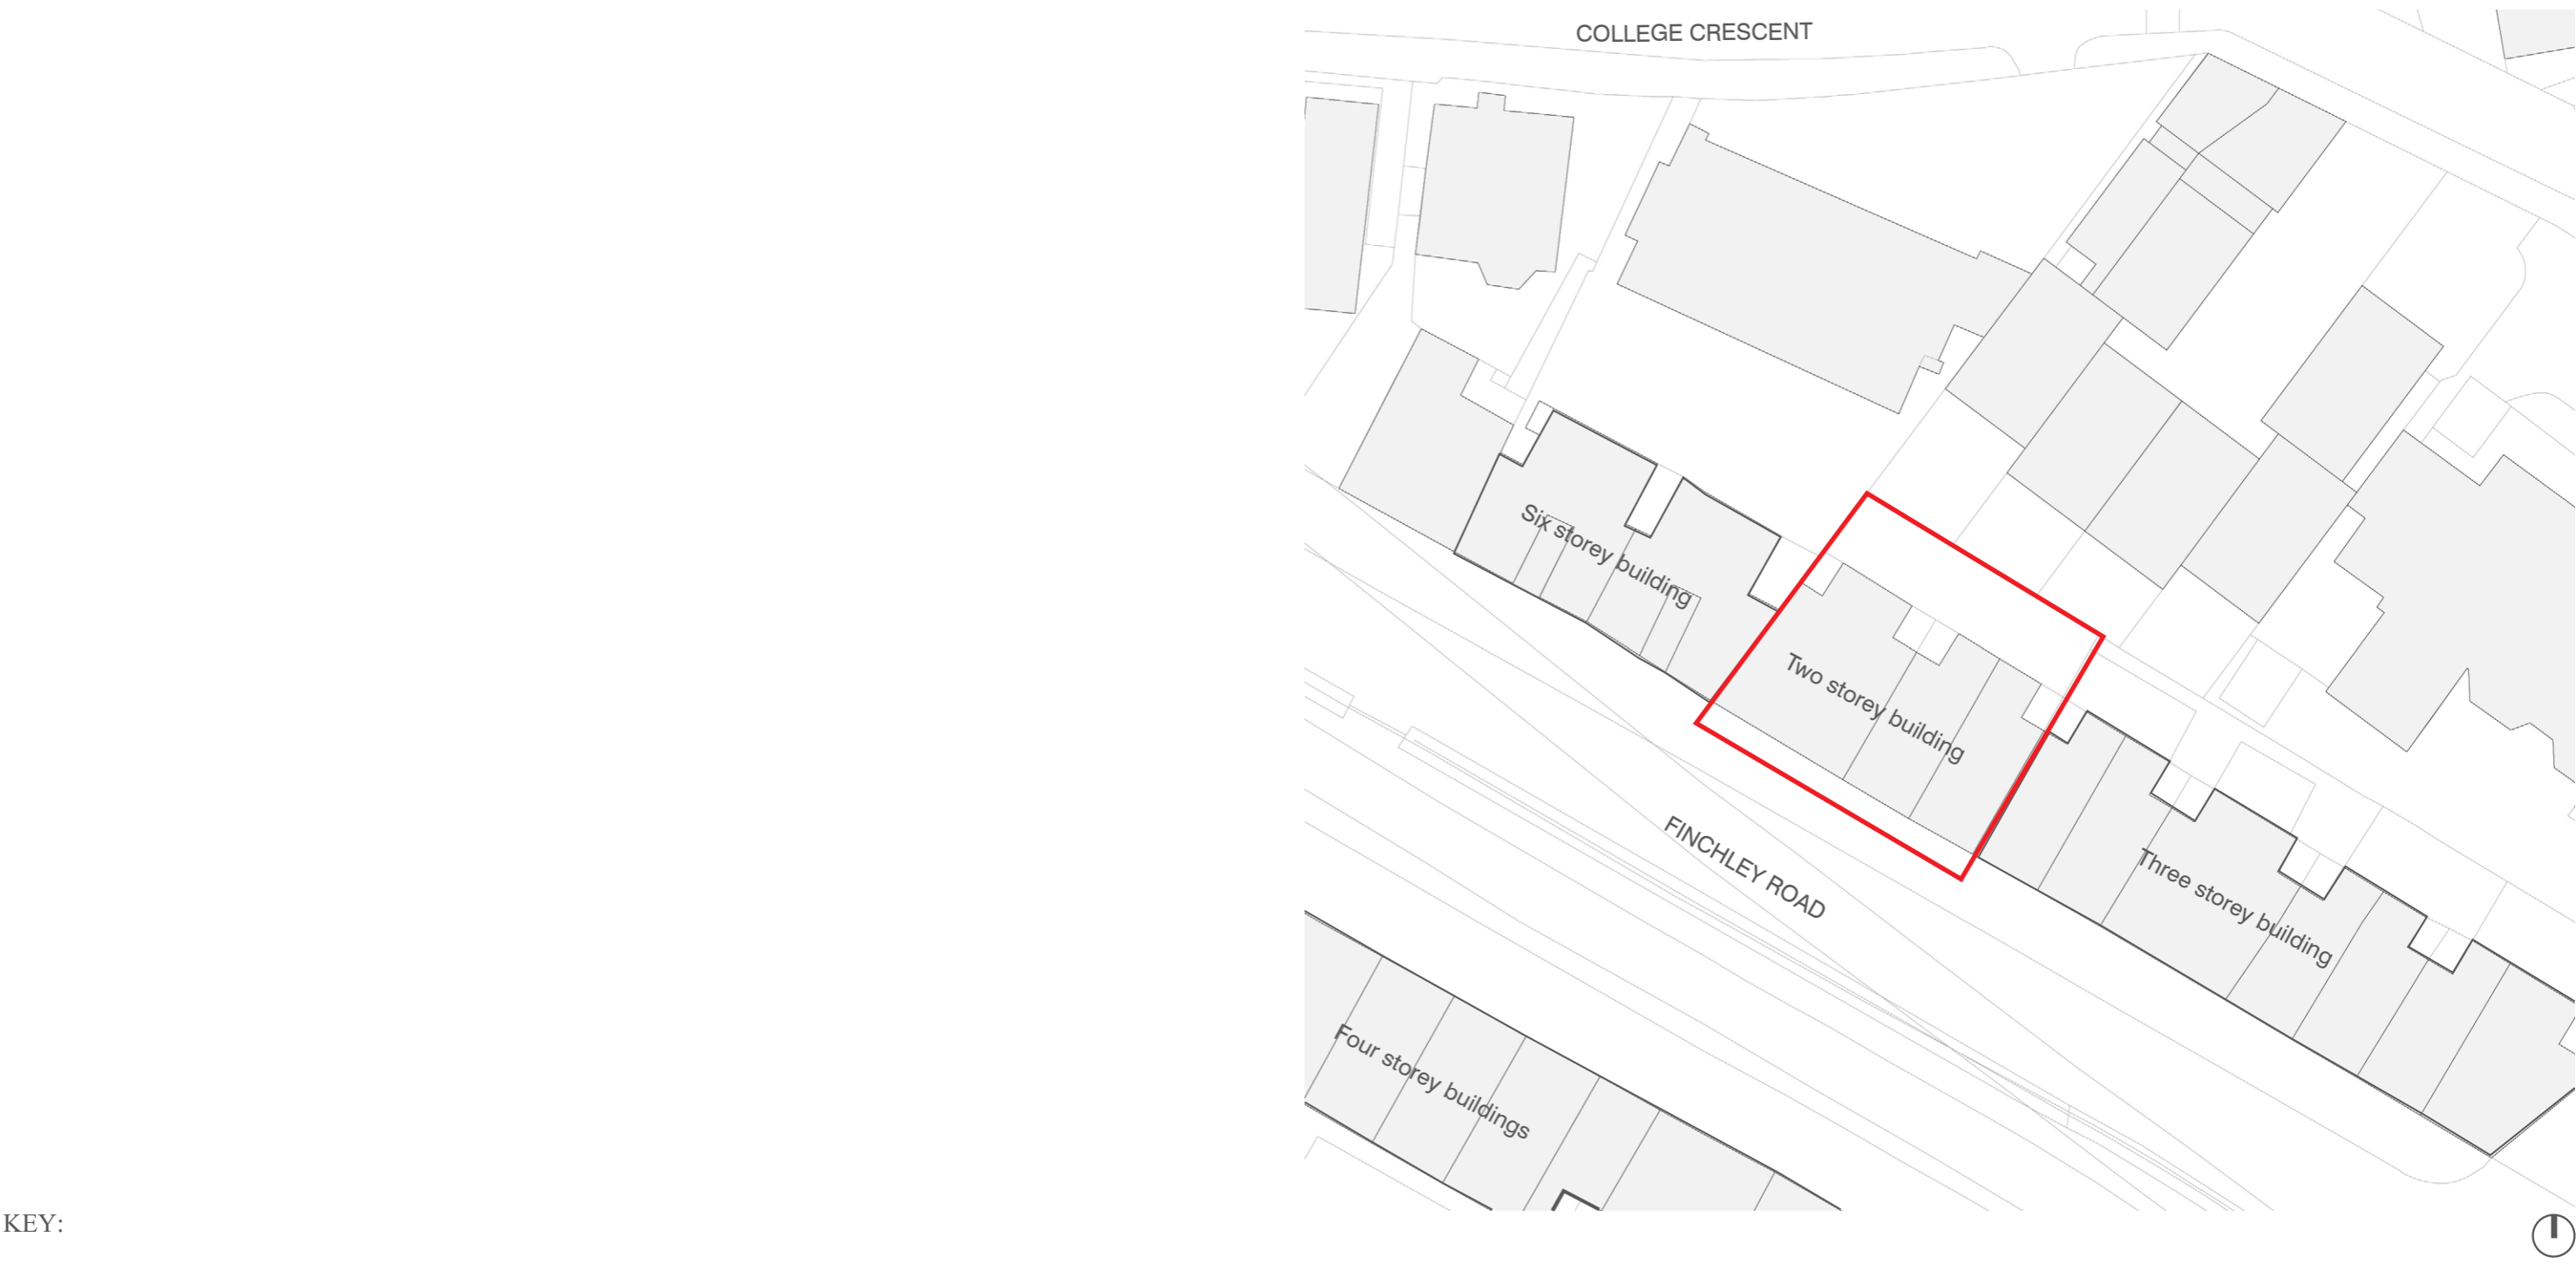 COLLEGE CRESCENT
Six storey building
Two storey building
FINCHLEY ROAD
Three storey building
Four storey buildings
KEY: